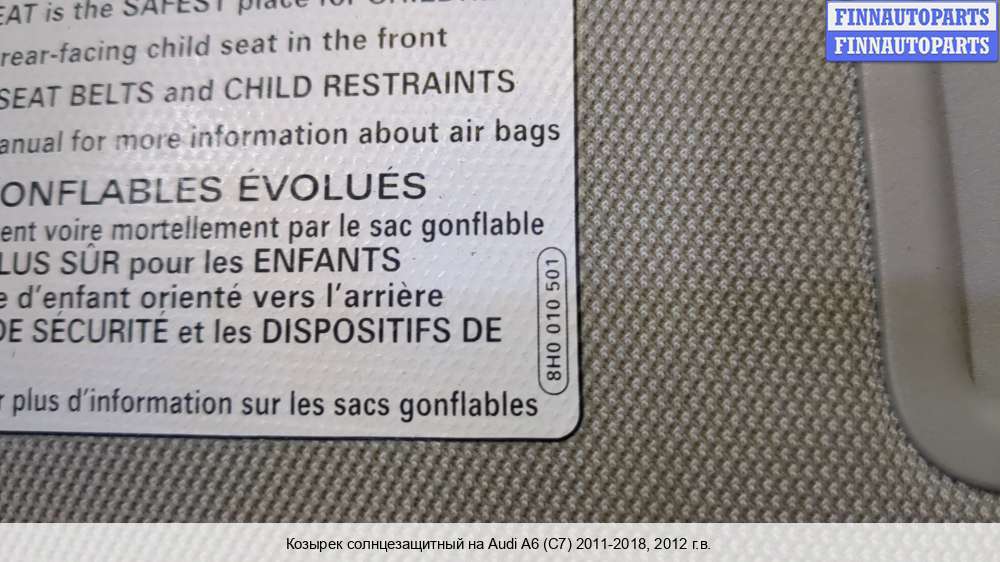 EAT is the SAFEST place for
FINNAUTOPARTS
FINNAUTOPARTS
rear-facing child seat in the front
SEAT BELTS and CHILD RESTRAINTS
anual for more information about air bags
ONFLABLES ÉVOLUÉS
ent voire mortellement par le sac gonflable
LUS SÛR pour les ENFANTS
e d'enfant orienté vers l'arrière
DE SÉCURITÉ et les DISPOSITIFS DE
r plus d'information sur les sacs gonflables
8H0 010 501
Козырек солнцезащитный на Audi A6 (C7) 2011-2018, 2012 г.в.